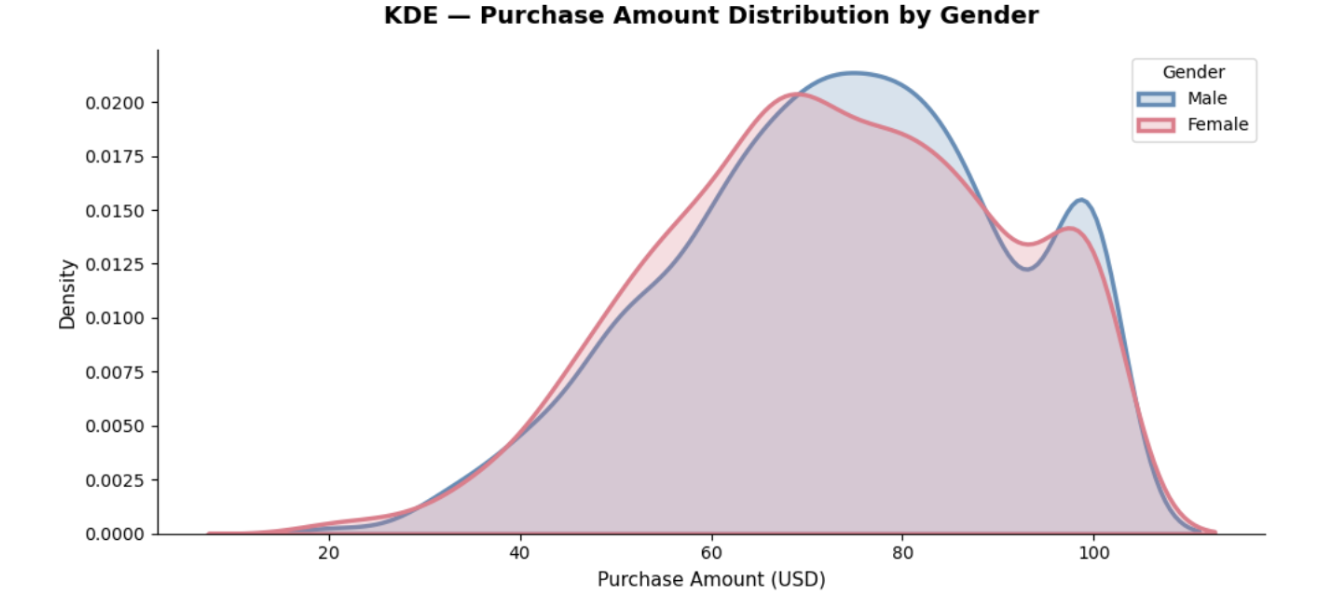 KDE — Purchase Amount Distribution by Gender
Gender
Male
Female
0.0200
0.0175
0.0150
0.0125
0.0100
0.0075
0.0050
0.0025
0.0000
Density
20 40 60 80 100
Purchase Amount (USD)